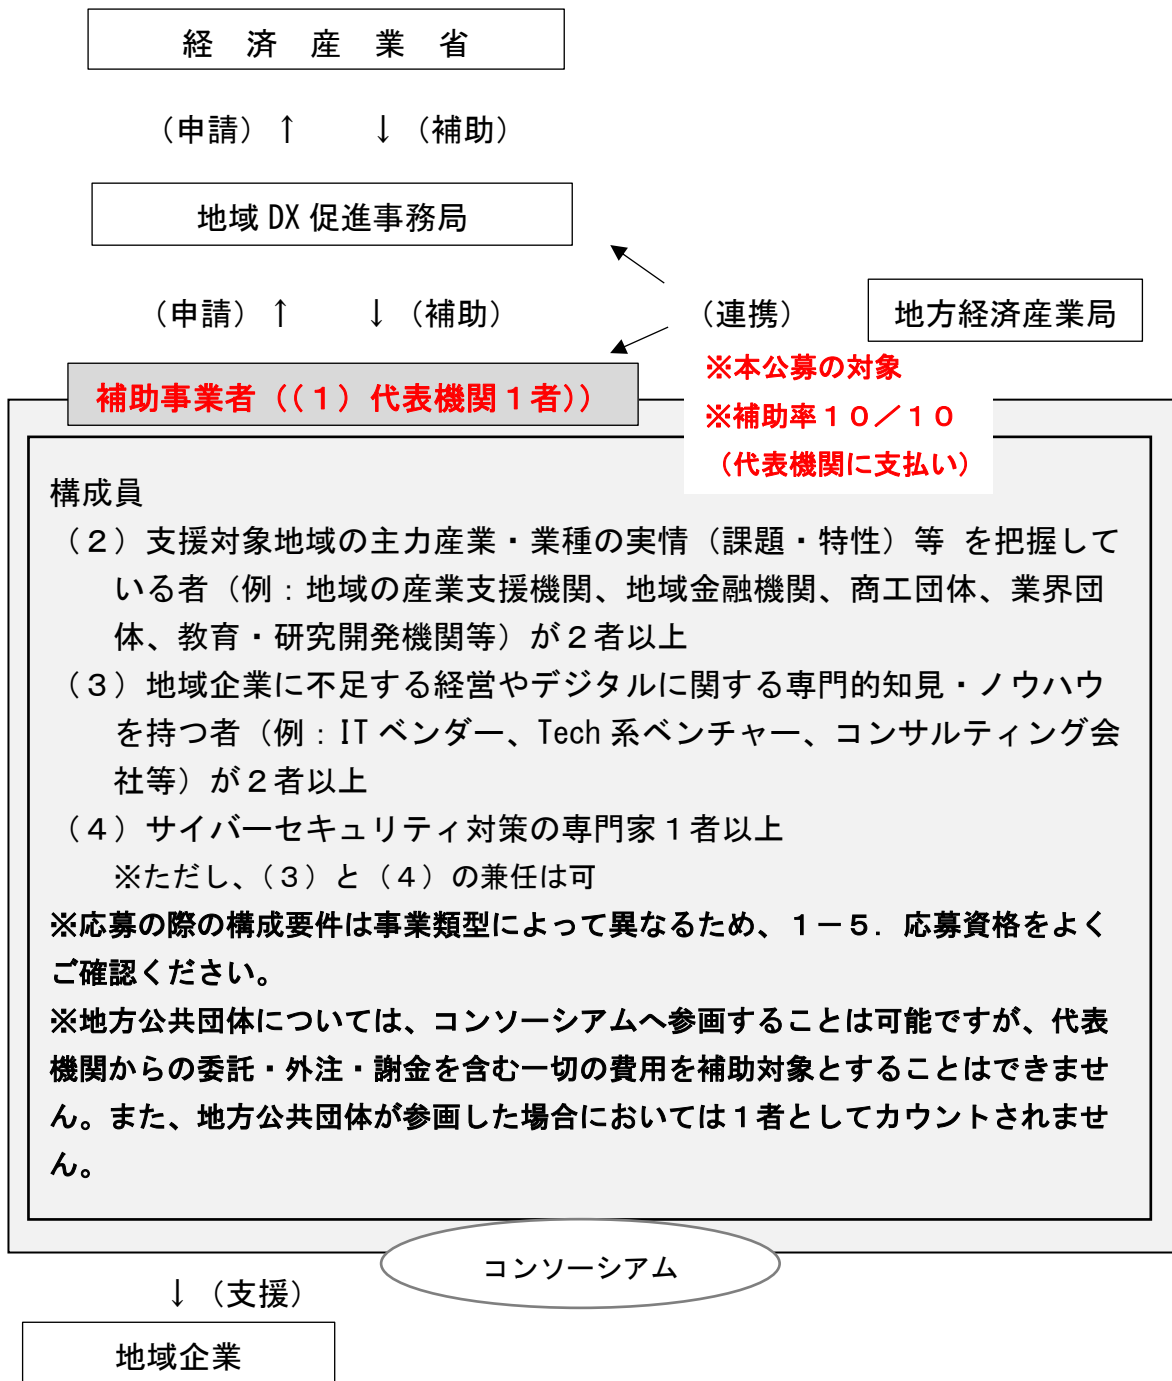 経 済 産 業 省
（申請）↑ ↓（補助）
地域 DX 促進事務局
（申請）↑ ↓（補助）
（連携）
地方経済産業局
補助事業者（（１）代表機関１者））
※本公募の対象
※補助率１０／１０
（代表機関に支払い）
構成員
（２）支援対象地域の主力産業・業種の実情（課題・特性）等 を把握して
いる者（例：地域の産業支援機関、地域金融機関、商工団体、業界団
体、教育・研究開発機関等）が２者以上
（３）地域企業に不足する経営やデジタルに関する専門的知見・ノウハウ
を持つ者（例：IT ベンダー、Tech 系ベンチャー、コンサルティング会
社等）が２者以上
（４）サイバーセキュリティ対策の専門家１者以上
※ただし、（３）と（４）の兼任は可
※応募の際の構成要件は事業類型によって異なるため、１－５．応募資格をよく
ご確認ください。
※地方公共団体については、コンソーシアムへ参画することは可能ですが、代表
機関からの委託・外注・謝金を含む一切の費用を補助対象とすることはできませ
ん。また、地方公共団体が参画した場合においては１者としてカウントされませ
ん。
コンソーシアム
↓（支援）
地域企業